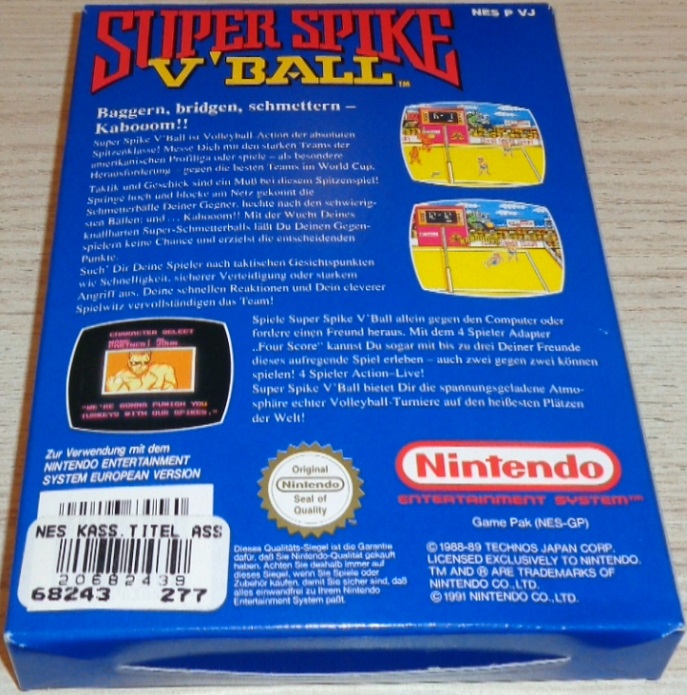 NES P VJ
SUPER SPIKE
V'BALL™
Baggern, bridgen, schmettern –
Kabooom!!
Super Spike V'Ball ist Volleyball-Action der absoluten
Spitzenklasse! Messe Dich mit den starken Teams der
amerikanischen Profiliga oder spiele – als besondere
Herausforderung – gegen die besten Teams im World Cup.
Taktik und Geschick sind ein Muß bei diesem Spitzenspiel!
Springe hoch und blocke am Netz gekonnt die
Schmetterbälle Deiner Gegner, hechte nach den schwierig-
sten Bällen; und ... Kabooom!! Mit der Wucht Deines
knallharten Super-Schmetterballs läßt Du Deinen Gegen-
spielern keine Chance und erzielst die entscheidenden
Punkte.
Such' Dir Deine Spieler nach taktischen Gesichtspunkten
wie Schnelligkeit, sicherer Verteidigung oder starkem
Angriff aus. Deine schnellen Reaktionen und Dein cleverer
Spielwitz vervollständigen das Team!
Spiele Super Spike V'Ball allein gegen den Computer oder
fordere einen Freund heraus. Mit dem 4 Spieler Adapter
„Four Score" kannst Du sogar mit bis zu drei Deiner Freunde
dieses aufregende Spiel erleben – auch zwei gegen zwei können
spielen! 4 Spieler Action–Live!
Super Spike V'Ball bietet Dir die spannungsgeladene Atmo-
sphäre echter Volleyball-Turniere auf den heißesten Plätzen
der Welt!
CHARACTER SELECT
"WE'RE GONNA PUNISH YOU
TURKEYS WITH OUR SPIKES."
Zur Verwendung mit dem
NINTENDO ENTERTAINMENT
SYSTEM EUROPEAN VERSION
NES KASS.TITEL ASS
20682439
68243 277
Original
Nintendo
Seal of
Quality
Dieses Qualitäts-Siegel ist die Garantie
dafür, daß Sie Nintendo-Qualität gekauft
haben. Achten Sie deshalb immer auf
dieses Siegel, wenn Sie Spiele oder
Zubehör kaufen, damit Sie sicher sind, daß
alles einwandfrei zu Ihrem Nintendo
Entertainment System paßt.
Nintendo
ENTERTAINMENT SYSTEM™
Game Pak (NES-GP)
© 1988-89 TECHNOS JAPAN CORP.
LICENSED EXCLUSIVELY TO NINTENDO.
TM AND ® ARE TRADEMARKS OF
NINTENDO CO., LTD.
© 1991 NINTENDO CO., LTD.